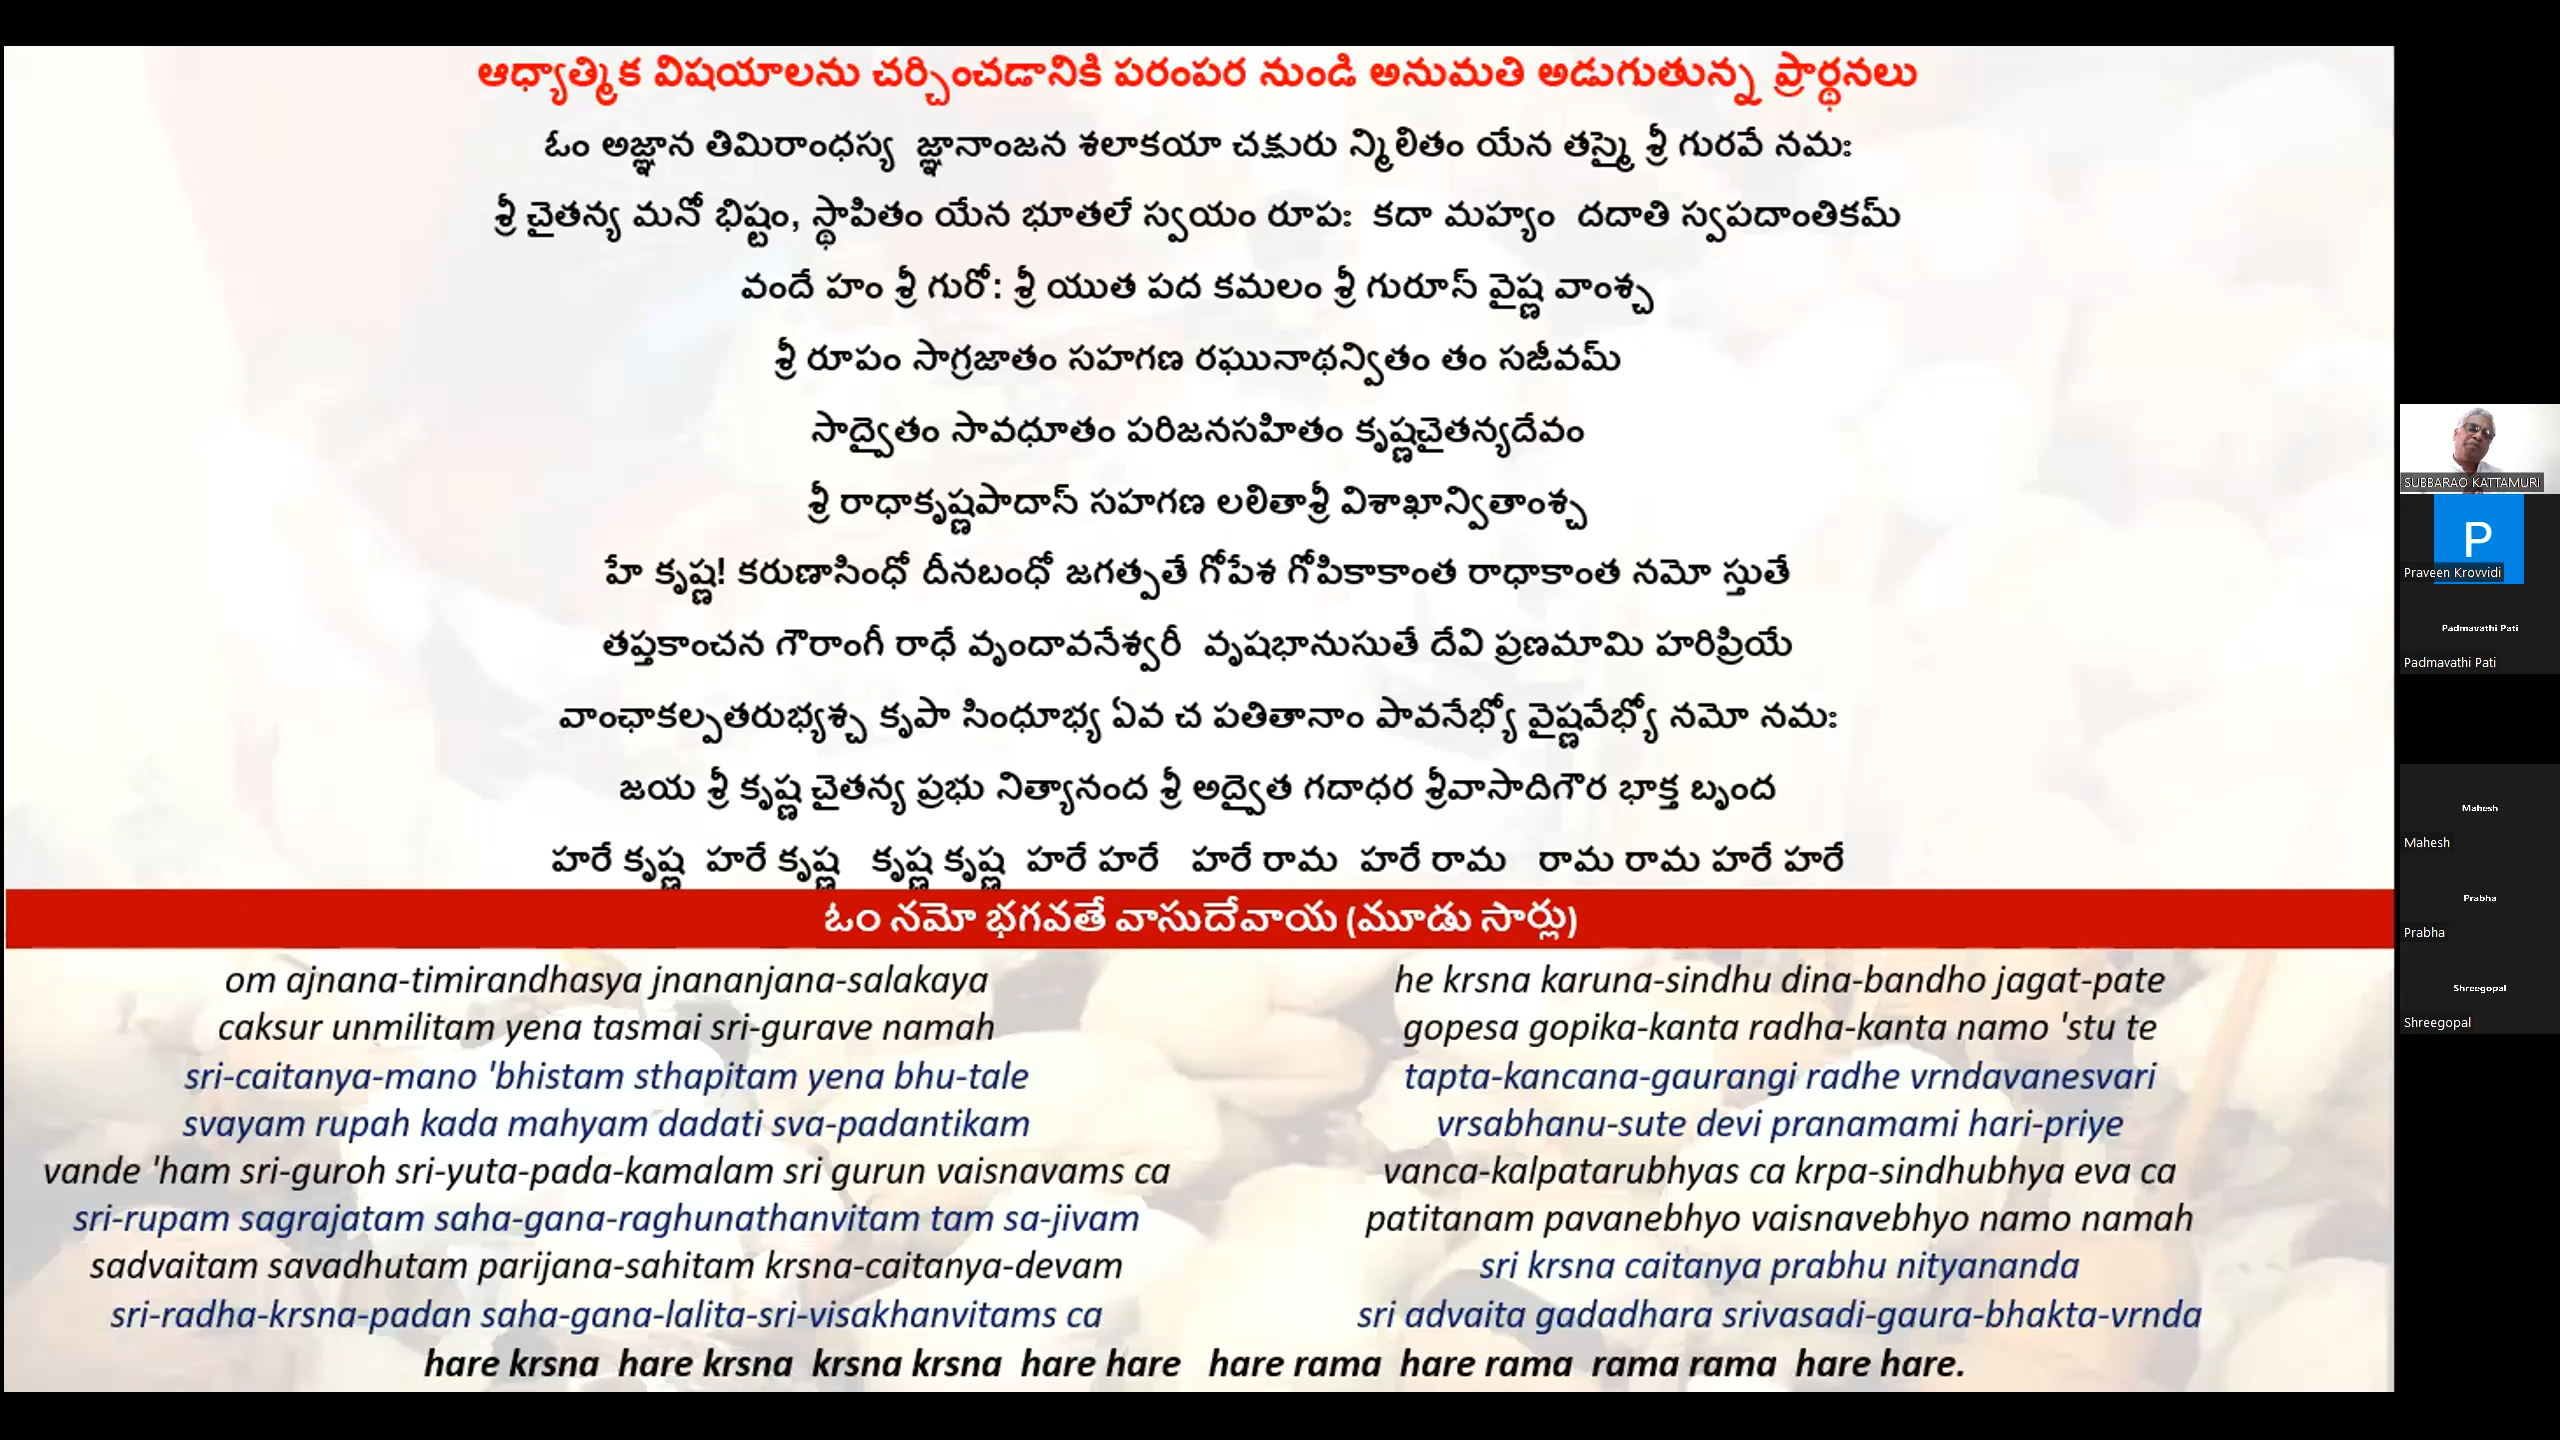 ఆధ్యాత్మిక విషయాలను చర్చించడానికి పరంపర నుండి అనుమతి అడుగుతున్న ప్రార్థనలు
ఓం అజ్ఞాన తిమిరాంధస్య జ్ఞానాంజన శలాకయా చక్షురు న్మిలితం యేన తస్మై శ్రీ గురవే నమః
శ్రీ చైతన్య మనో భిష్టం, స్థాపితం యేన భూతలే స్వయం రూపః కదా మహ్యం దదాతి స్వపదాంతికమ్
వందే హం శ్రీ గురో: శ్రీ యుత పద కమలం శ్రీ గురూస్ వైష్ణ వాంశ్చ
శ్రీ రూపం సాగ్రజాతం సహగణ రఘునాథన్వితం తం సజీవమ్
సాద్వైతం సావధూతం పరిజనసహితం కృష్ణచైతన్యదేవం
శ్రీ రాధాకృష్ణపాదాస్ సహగణ లలితాశ్రీ విశాఖాన్వితాంశ్చ
హే కృష్ణ! కరుణాసింధో దీనబంధో జగత్పతే గోపేశ గోపికాకాంత రాధాకాంత నమో స్తుతే
తప్తకాంచన గౌరాంగీ రాధే వృందావనేశ్వరీ వృషభానుసుతే దేవి ప్రణమామి హరిప్రియే
వాంఛాకల్పతరుభ్యశ్చ కృపా సింధూభ్య ఏవ చ పతితానాం పావనేభ్యో వైష్ణవేభ్యో నమో నమః
జయ శ్రీ కృష్ణ చైతన్య ప్రభు నిత్యానంద శ్రీ అద్వైత గదాధర శ్రీవాసాదిగౌర భాక్త బృంద
హరే కృష్ణ హరే కృష్ణ కృష్ణ కృష్ణ హరే హరే హరే రామ హరే రామ రామ రామ హరే హరే
ఓం నమో భగవతే వాసుదేవాయ (మూడు సార్లు)
om ajnana-timirandhasya jnananjana-salakaya
caksur unmilitam yena tasmai sri-gurave namah
sri-caitanya-mano 'bhistam sthapitam yena bhu-tale
svayam rupah kada mahyam dadati sva-padantikam
vande 'ham sri-guroh sri-yuta-pada-kamalam sri gurun vaisnavams ca
sri-rupam sagrajatam saha-gana-raghunathanvitam tam sa-jivam
sadvaitam savadhutam parijana-sahitam krsna-caitanya-devam
sri-radha-krsna-padan saha-gana-lalita-sri-visakhanvitams ca
he krsna karuna-sindhu dina-bandho jagat-pate
gopesa gopika-kanta radha-kanta namo 'stu te
tapta-kancana-gaurangi radhe vrndavanesvari
vrsabhanu-sute devi pranamami hari-priye
vanca-kalpatarubhyas ca krpa-sindhubhya eva ca
patitanam pavanebhyo vaisnavebhyo namo namah
sri krsna caitanya prabhu nityananda
sri advaita gadadhara srivasadi-gaura-bhakta-vrnda
hare krsna hare krsna krsna krsna hare hare hare rama hare rama rama rama hare hare.
SUBBARAO KATTAMURI
P
Praveen Krovvidi
Padmavathi Pati
Padmavathi Pati
Mahesh
Mahesh
Prabha
Prabha
Shreegopal
Shreegopal